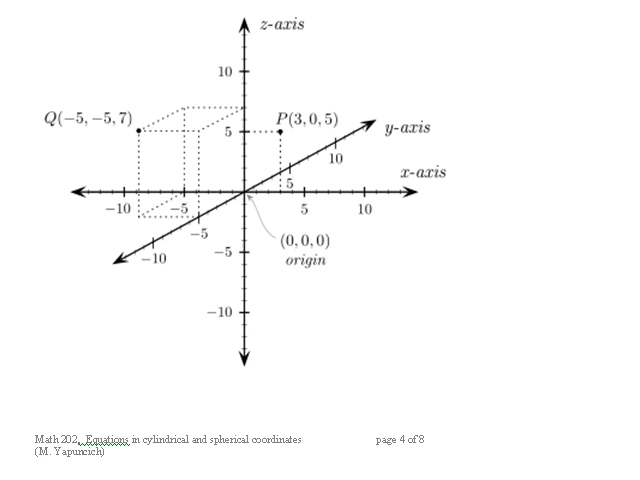 z-axis
10
Q(−5, −5, 7)
5
P(3, 0, 5)
y-axis
10
x-axis
5
−10
−5
5
10
−5
−5
(0, 0, 0)
origin
−10
−10
Math 202, Equations in cylindrical and spherical coordinates page 4 of 8
(M. Yapuncich)